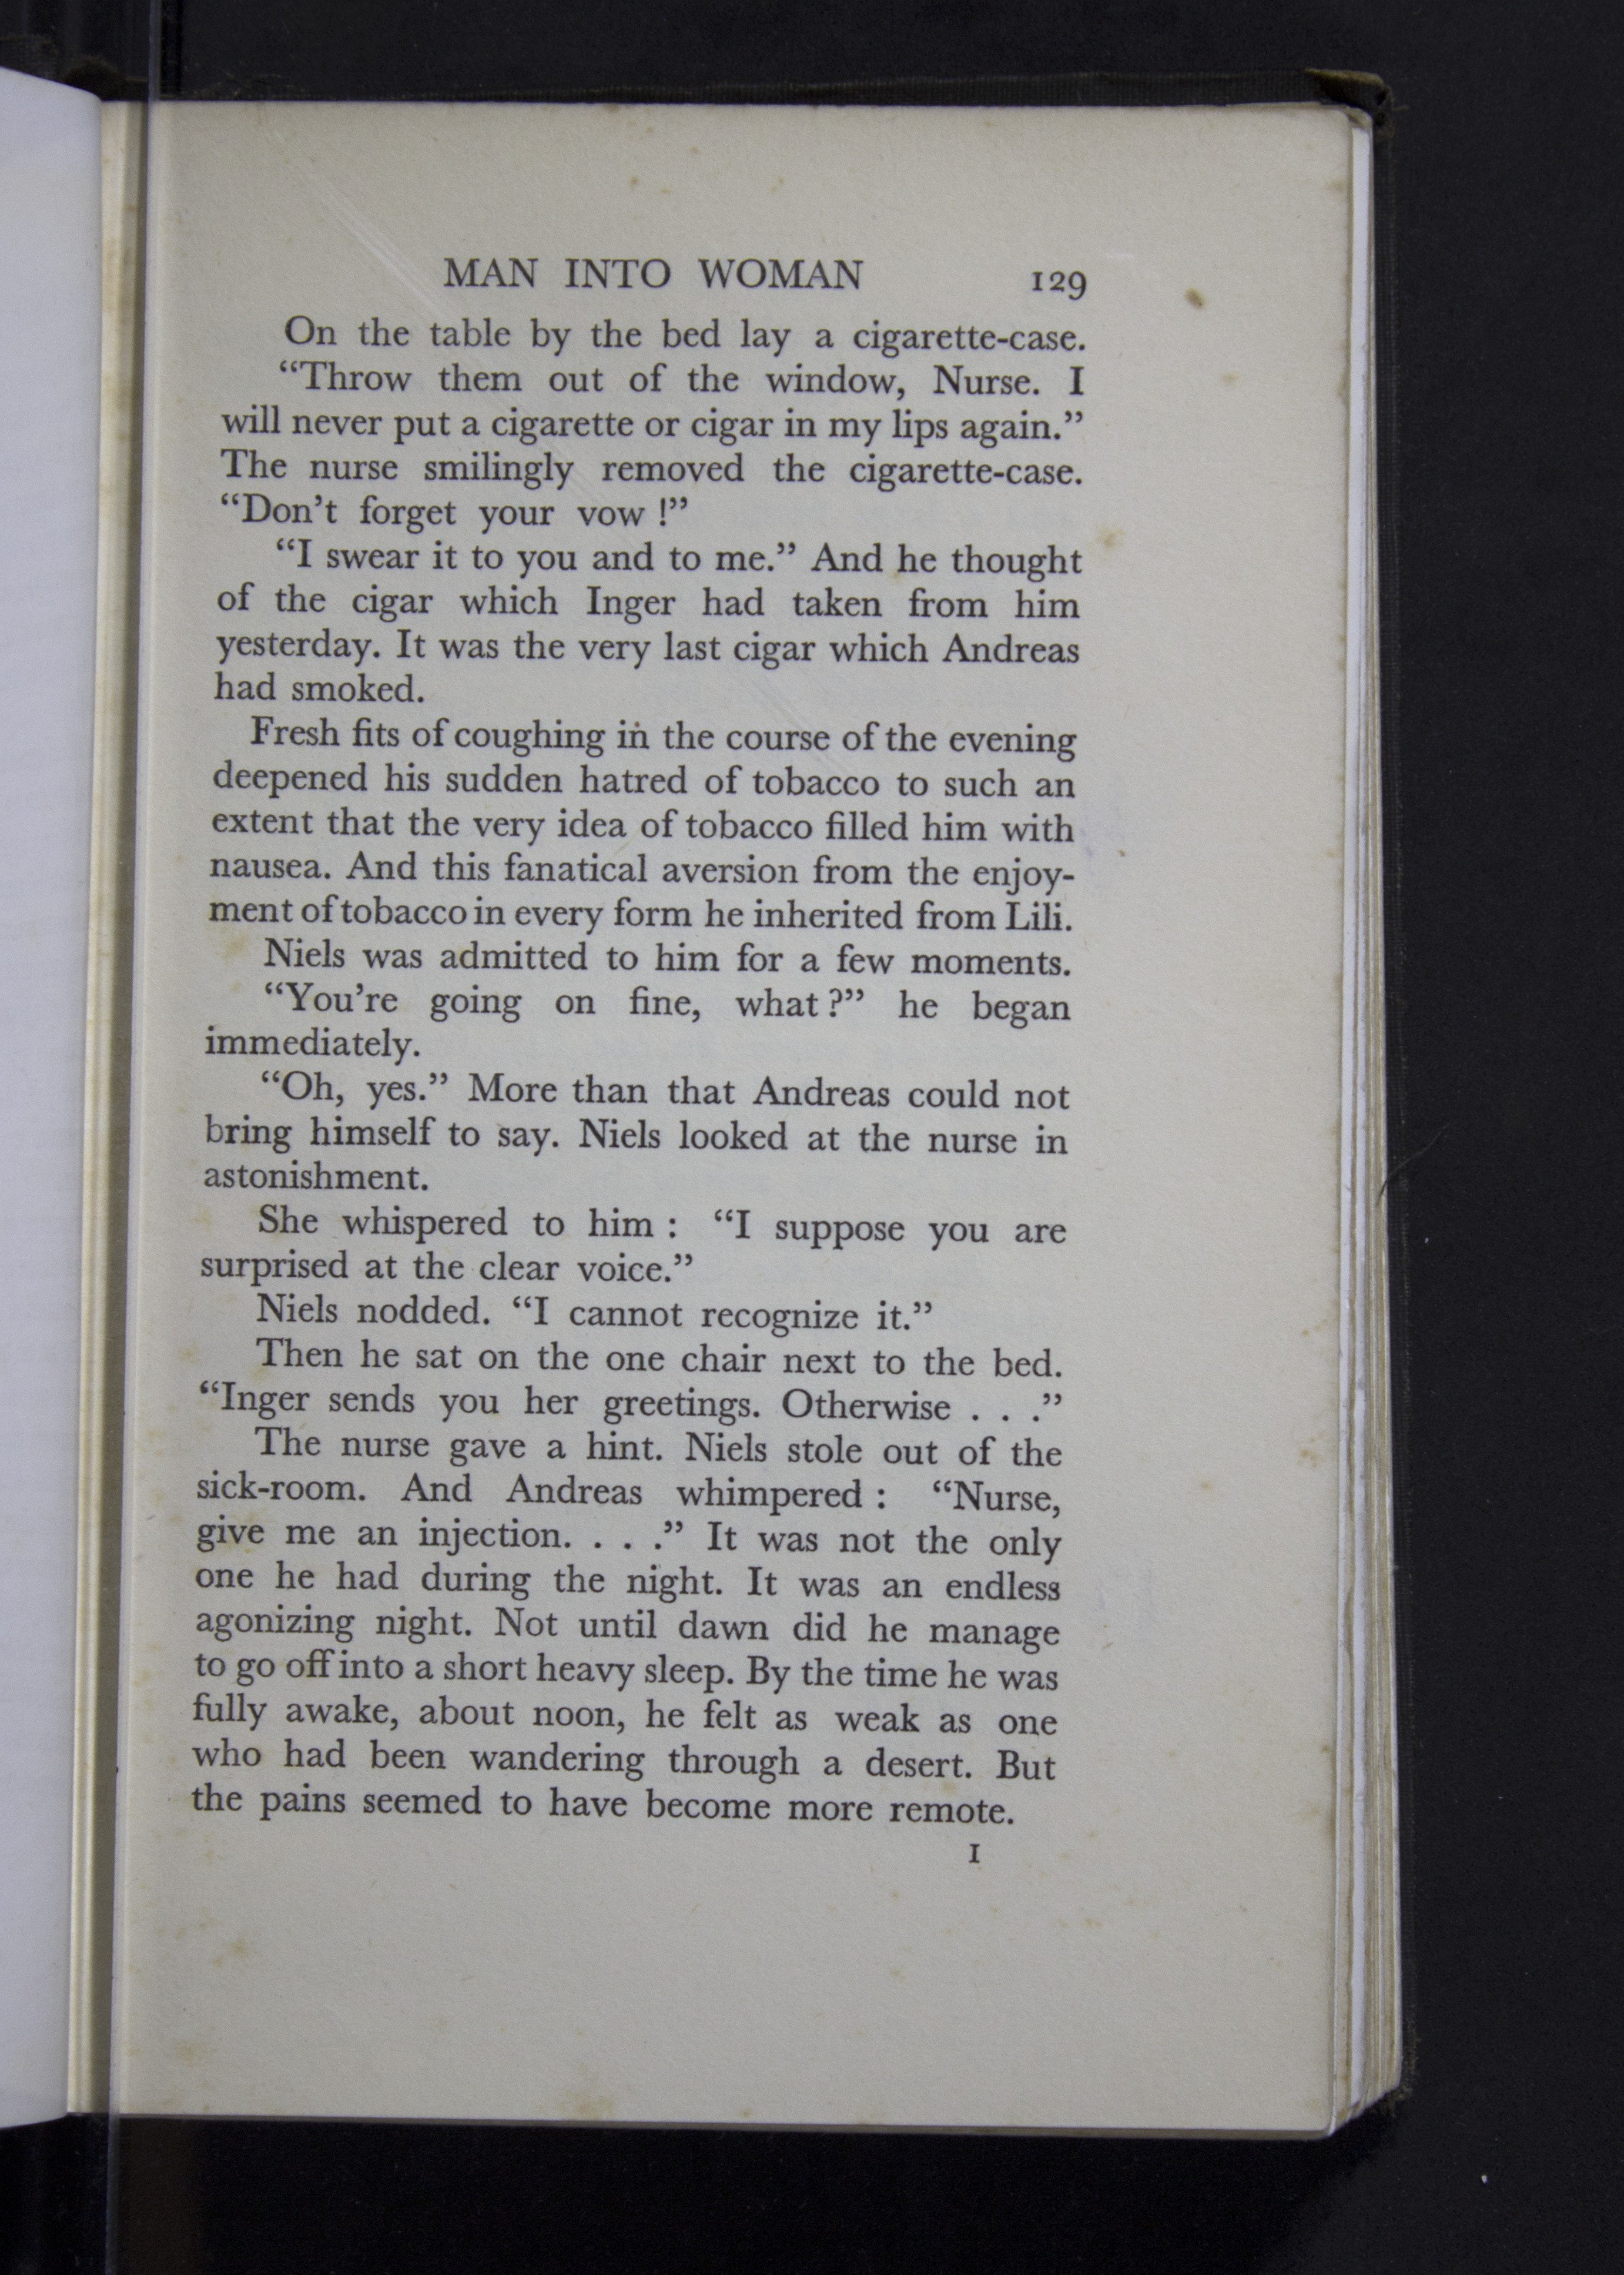 MAN INTO WOMAN 129
On the table by the bed lay a cigarette-case.
“Throw them out of the window, Nurse. I
will never put a cigarette or cigar in my lips again.”
The nurse smilingly removed the cigarette-case.
“Don’t forget your vow !”
“I swear it to you and to me.” And he thought
of the cigar which Inger had taken from him
yesterday. It was the very last cigar which Andreas
had smoked.
Fresh fits of coughing in the course of the evening
deepened his sudden hatred of tobacco to such an
extent that the very idea of tobacco filled him with
nausea. And this fanatical aversion from the enjoy-
ment of tobacco in every form he inherited from Lili.
Niels was admitted to him for a few moments.
“You’re going on fine, what ?” he began
immediately.
“Oh, yes.” More than that Andreas could not
bring himself to say. Niels looked at the nurse in
astonishment.
She whispered to him : “I suppose you are
surprised at the clear voice.”
Niels nodded. “I cannot recognize it.”
Then he sat on the one chair next to the bed.
“Inger sends you her greetings. Otherwise . . .”
The nurse gave a hint. Niels stole out of the
sick-room. And Andreas whimpered : “Nurse,
give me an injection. . . .” It was not the only
one he had during the night. It was an endless
agonizing night. Not until dawn did he manage
to go off into a short heavy sleep. By the time he was
fully awake, about noon, he felt as weak as one
who had been wandering through a desert. But
the pains seemed to have become more remote.
I